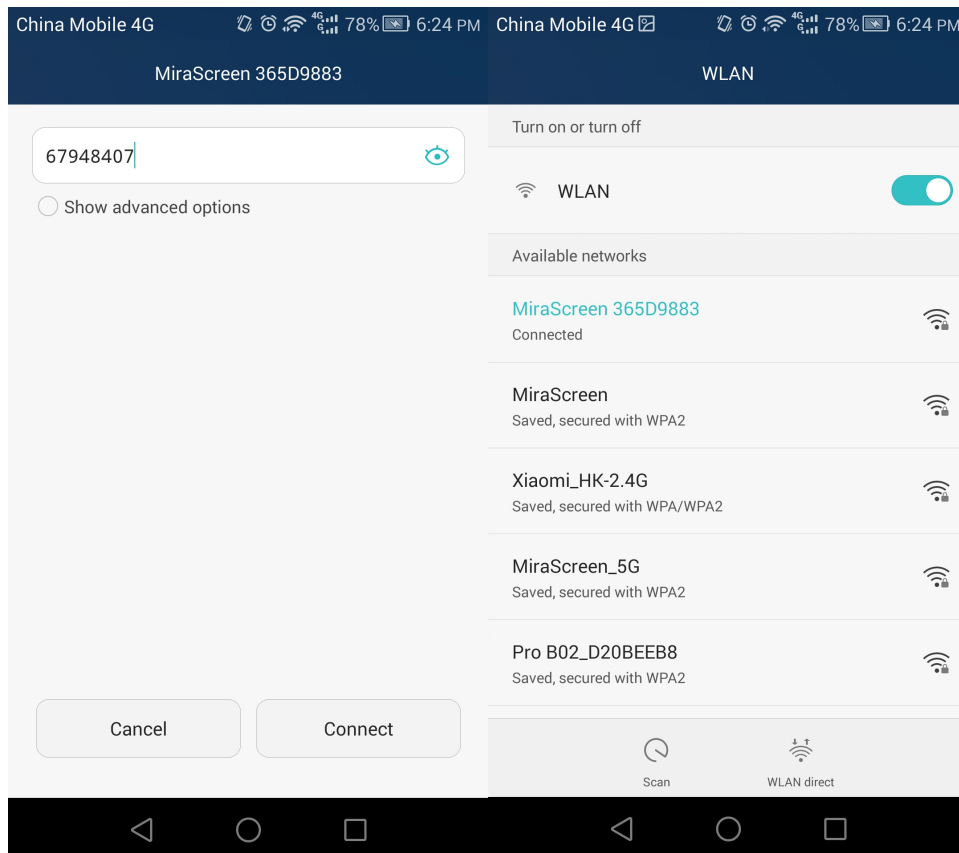 China Mobile 4G 4G G 78% 6:24 PM
MiraScreen 365D9883
67948407
Show advanced options
Cancel
Connect
China Mobile 4G 4G G 78% 6:24 PM
WLAN
Turn on or turn off
WLAN
Available networks
MiraScreen 365D9883
Connected
MiraScreen
Saved, secured with WPA2
Xiaomi_HK-2.4G
Saved, secured with WPA/WPA2
MiraScreen_5G
Saved, secured with WPA2
Pro B02_D20BEEB8
Saved, secured with WPA2
Scan
WLAN direct